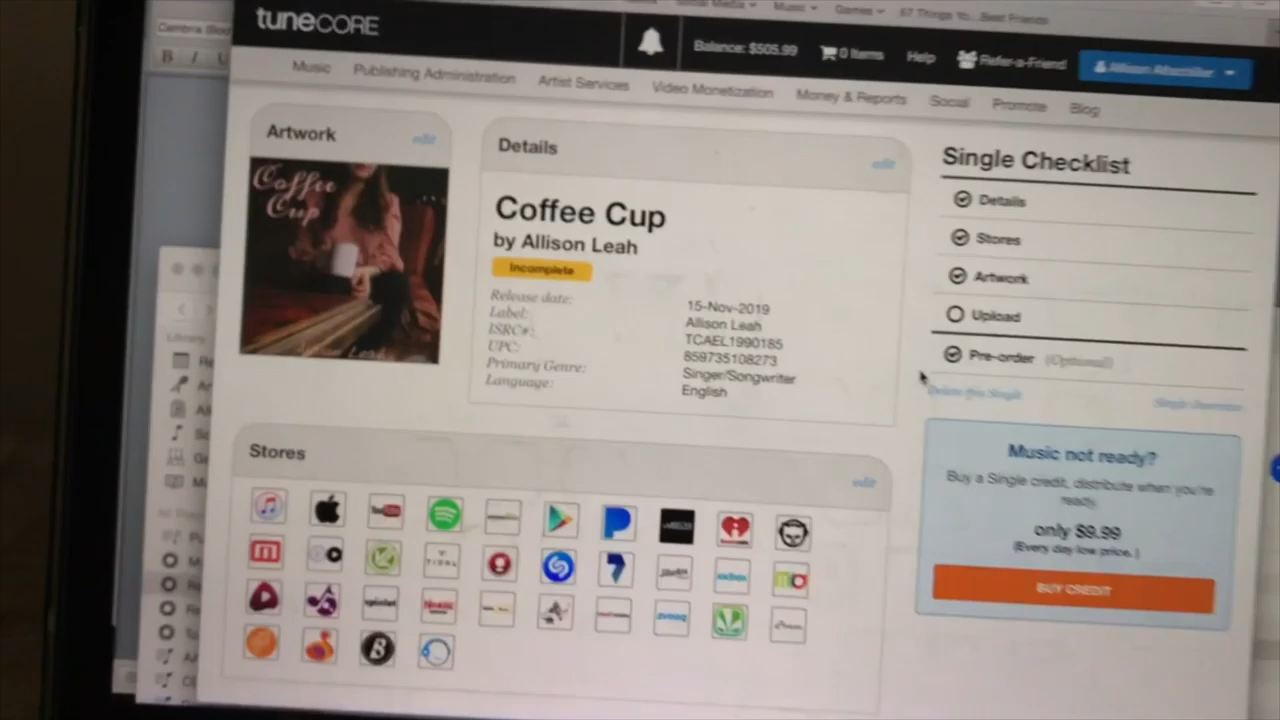 tunecore
Balance: $505.99
0 Items
Help
Refer-a-Friend
Music
Publishing Administration
Artist Services
Video Monetization
Money & Reports
Social
Promote
Blog
B I U
Artwork
edit
Coffee
Cup
Details
edit
Coffee Cup
by Allison Leah
Incomplete
Release date: 15-Nov-2019
Label: Allison Leah
ISRC#: TCAEL1990185
UPC: 859735108273
Primary Genre: Singer/Songwriter
Language: English
Single Checklist
Details
Stores
Artwork
Upload
Pre-order (Optional)
Delete this Single
Music not ready?
Buy a Single credit, distribute when you're
ready.
only $9.99
(Every day low price. )
BUY CREDIT
Stores
edit
TIDAL